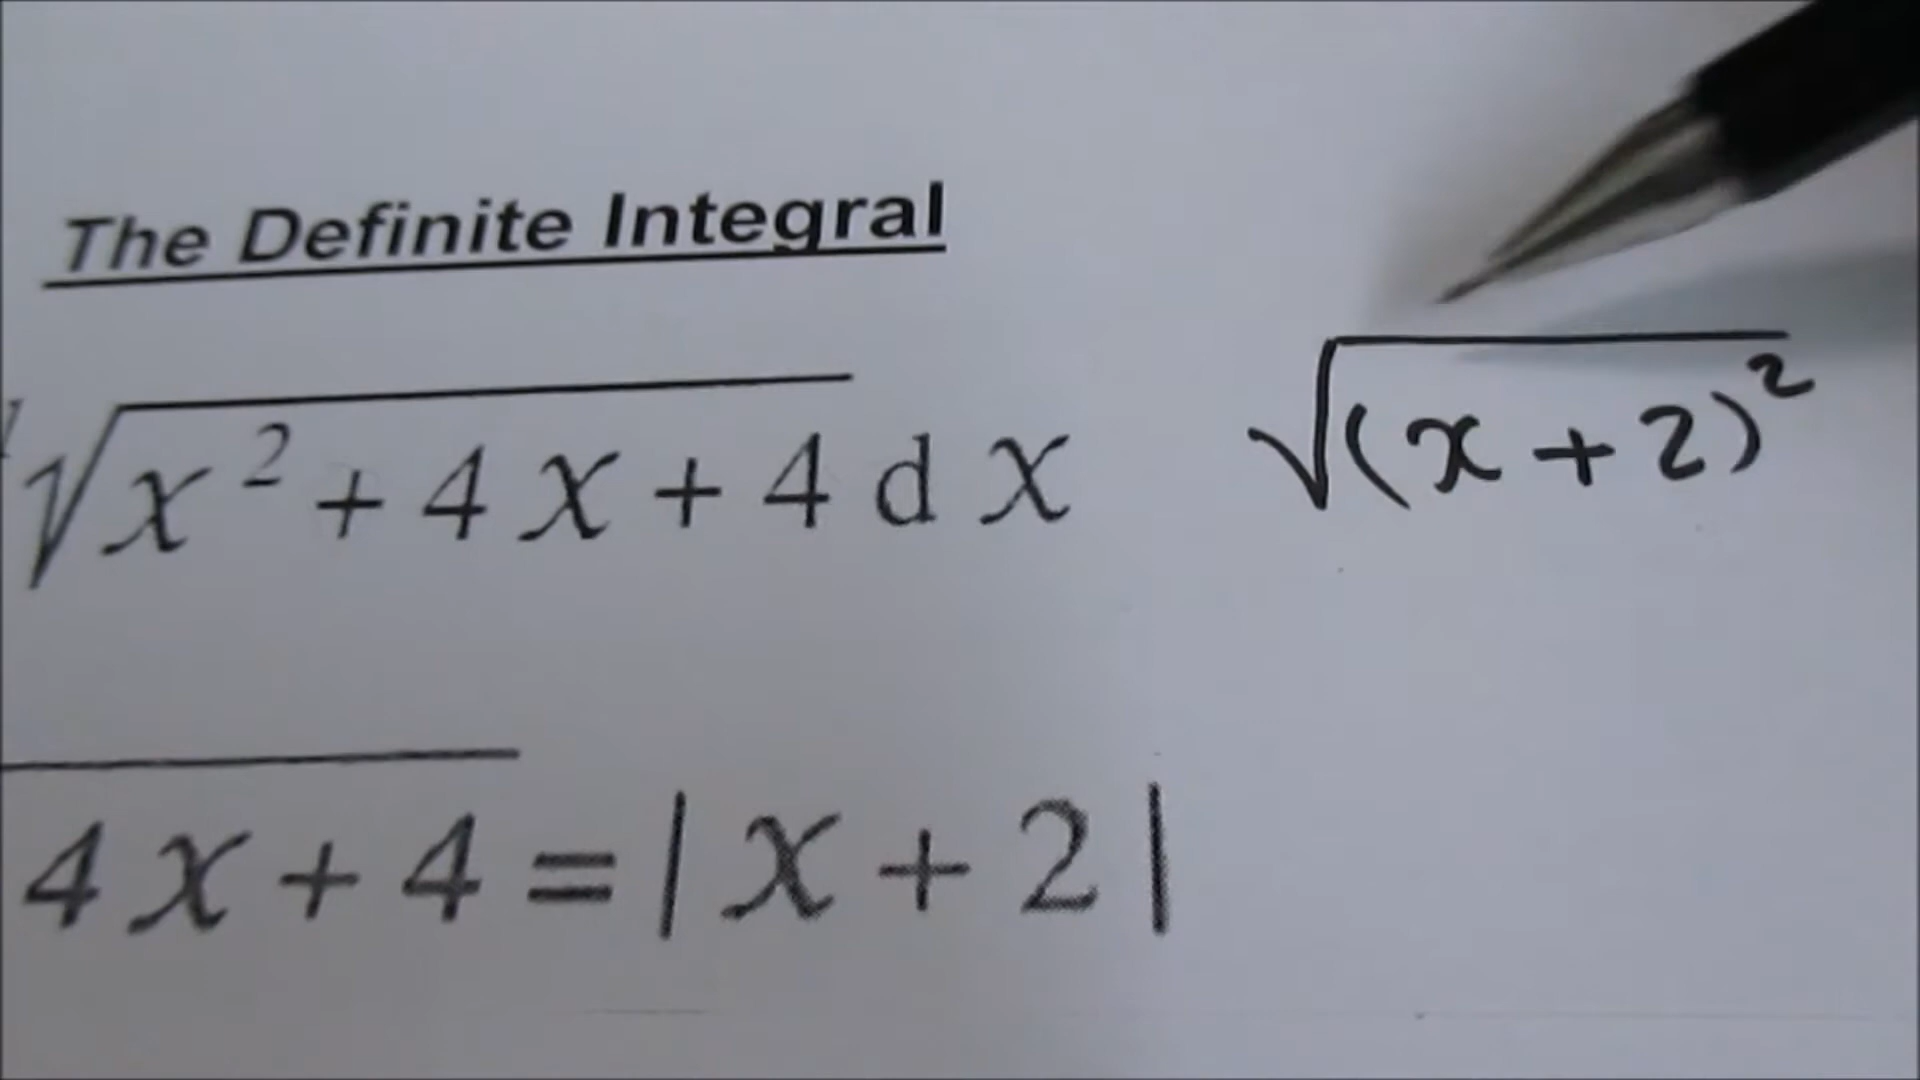 The Definite Integral
√(x² + 4x + 4) dx √((x + 2)²)
4x + 4 = |x + 2|